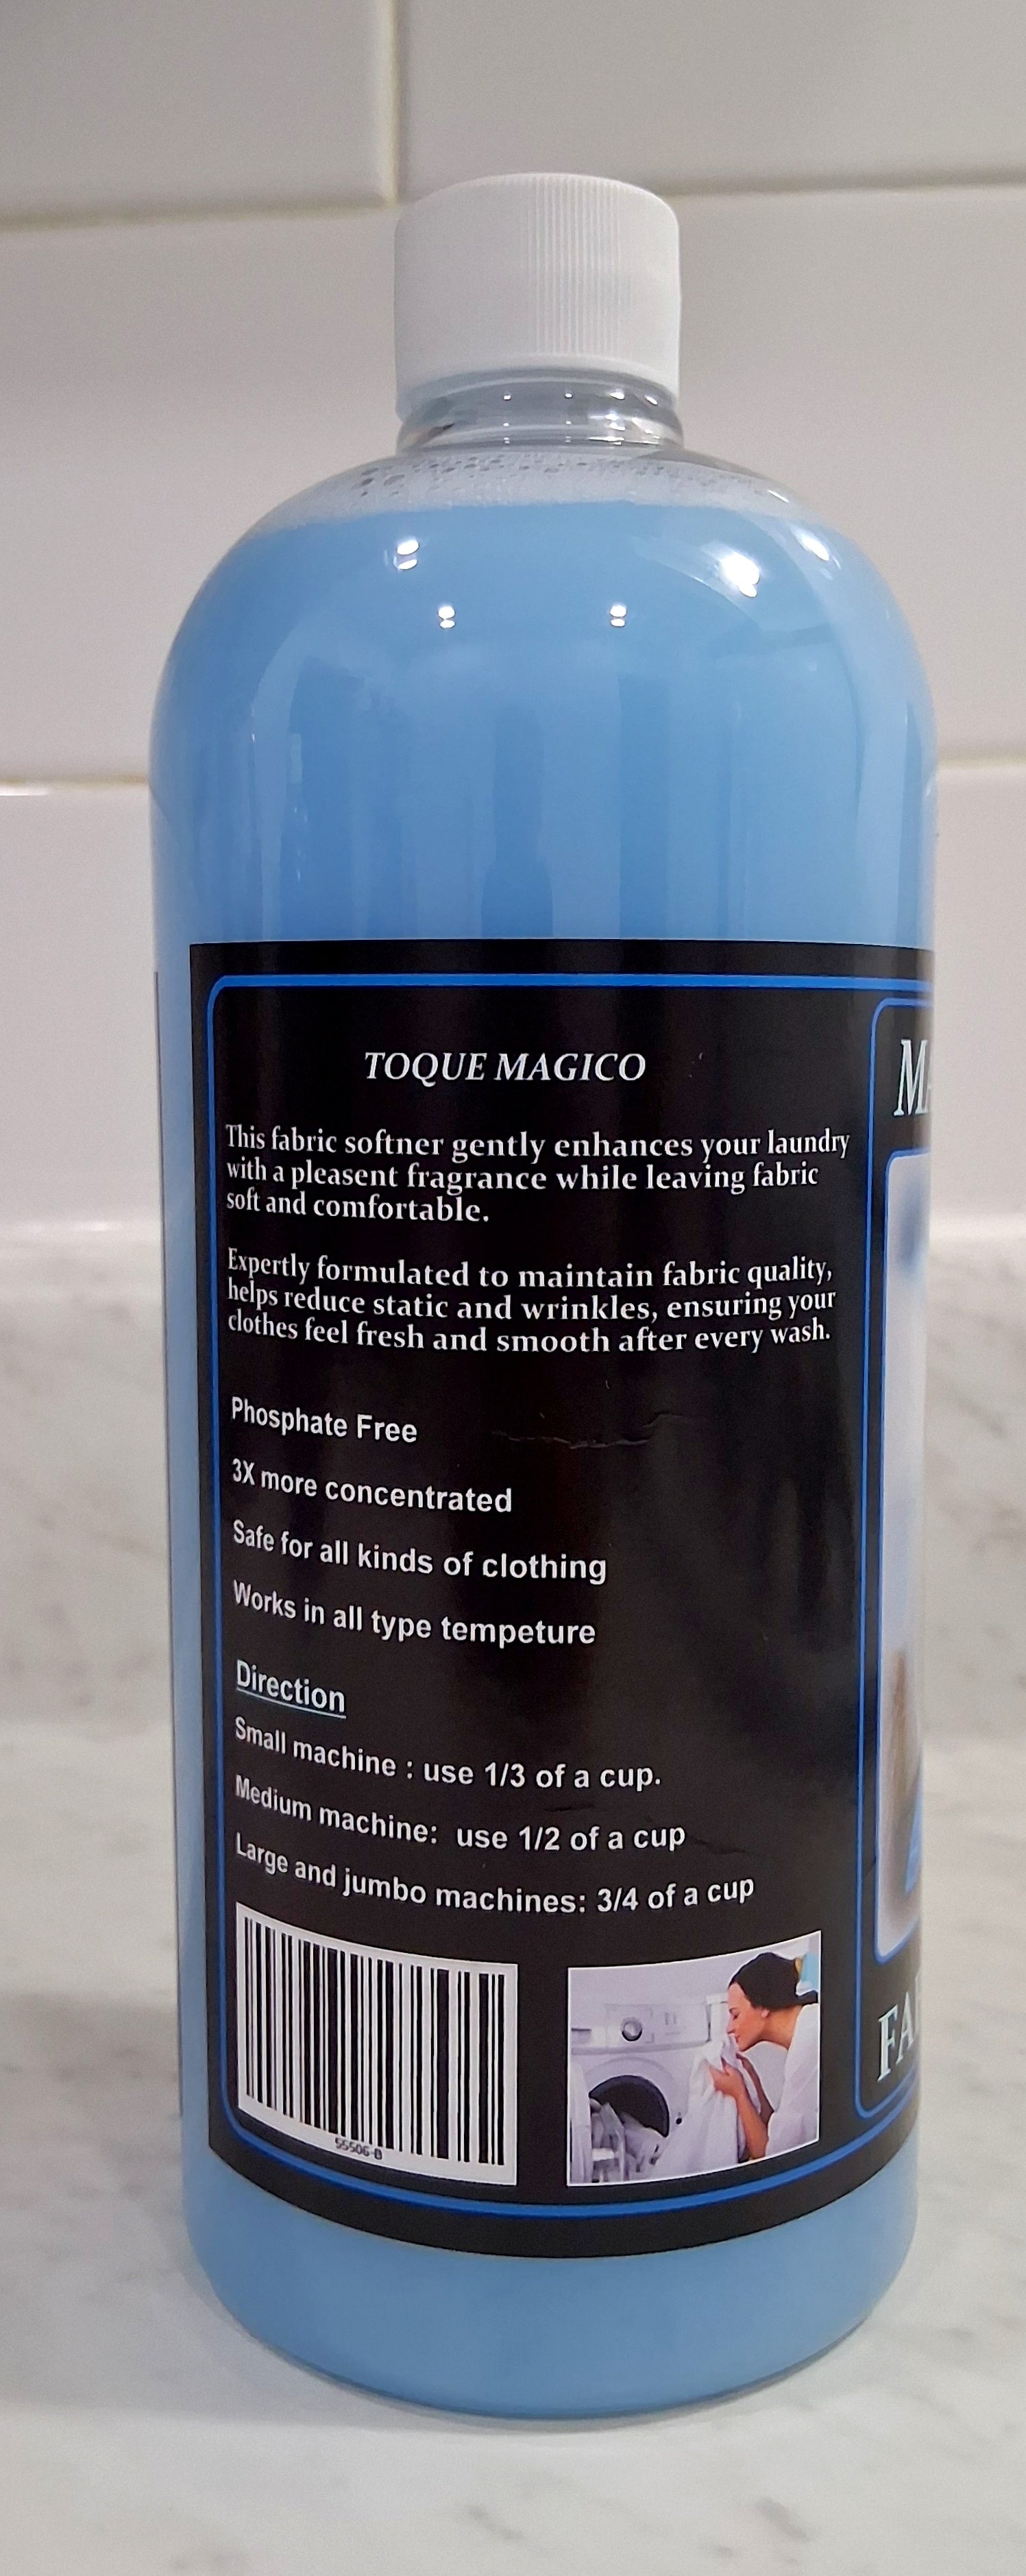 TOQUE MAGICO
This fabric softner gently enhances your laundry
with a pleasent fragrance while leaving fabric
soft and comfortable.
Expertly formulated to maintain fabric quality,
helps reduce static and wrinkles, ensuring your
clothes feel fresh and smooth after every wash.
Phosphate Free
3X more concentrated
Safe for all kinds of clothing
Works in all type tempeture
Direction
Small machine : use 1/3 of a cup.
Medium machine: use 1/2 of a cup
Large and jumbo machines: 3/4 of a cup
55506-B